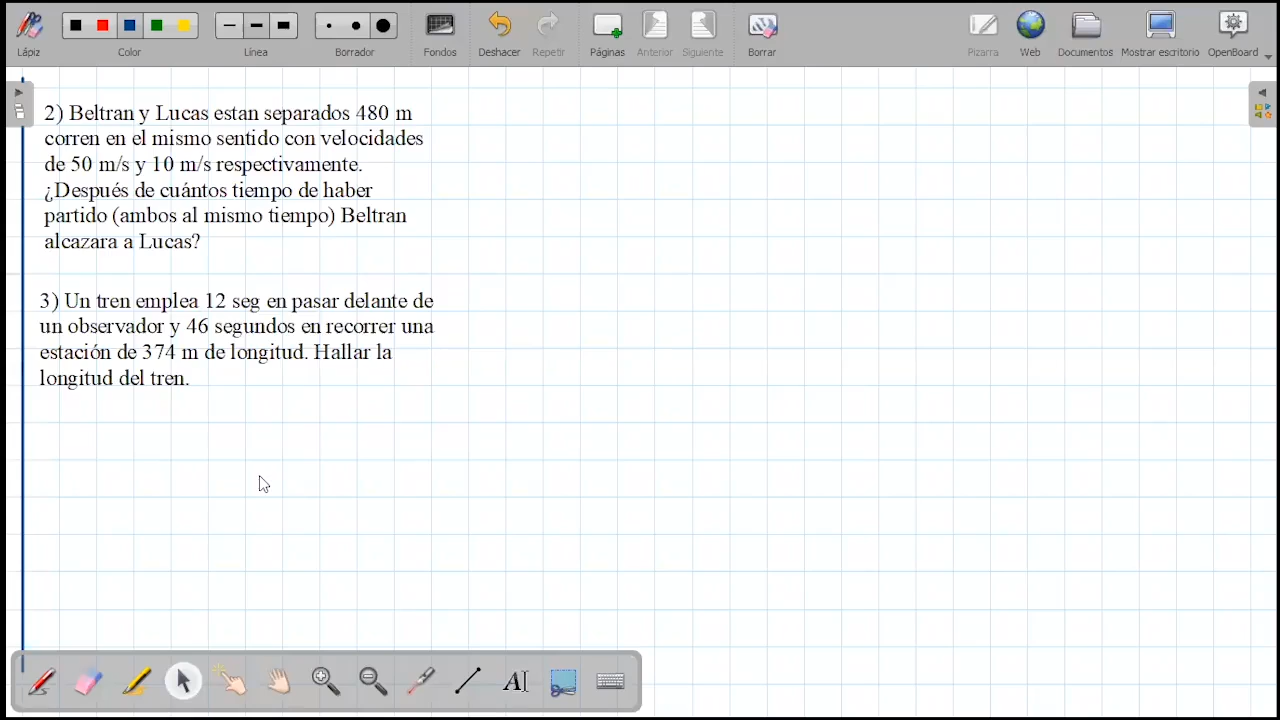 Lápiz
Color
Línea
Borrador
Fondos
Deshacer
Repetir
Páginas
Anterior
Siguiente
Borrar
Pizarra
Web
Documentos
Mostrar escritorio
OpenBoard
2) Beltran y Lucas estan separados 480 m
corren en el mismo sentido con velocidades
de 50 m/s y 10 m/s respectivamente.
¿Después de cuántos tiempo de haber
partido (ambos al mismo tiempo) Beltran
alcazara a Lucas?
3) Un tren emplea 12 seg en pasar delante de
un observador y 46 segundos en recorrer una
estación de 374 m de longitud. Hallar la
longitud del tren.